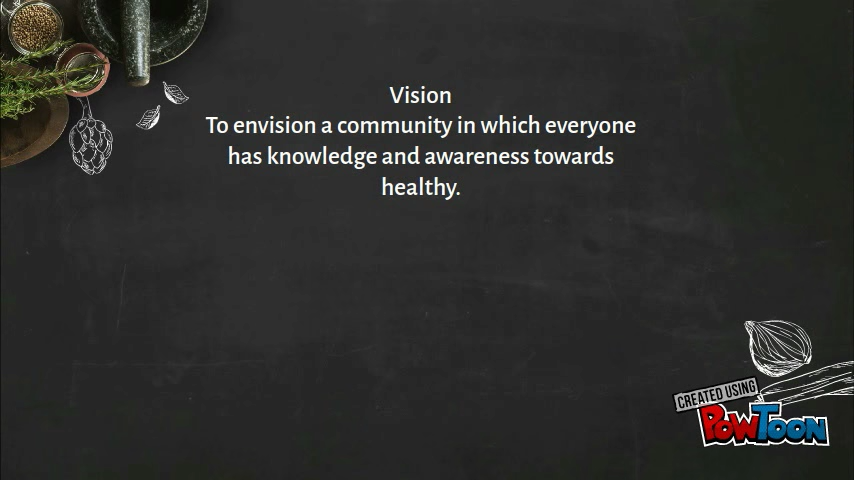 Vision
To envision a community in which everyone
has knowledge and awareness towards
healthy.
CREATED USING
POWTOON